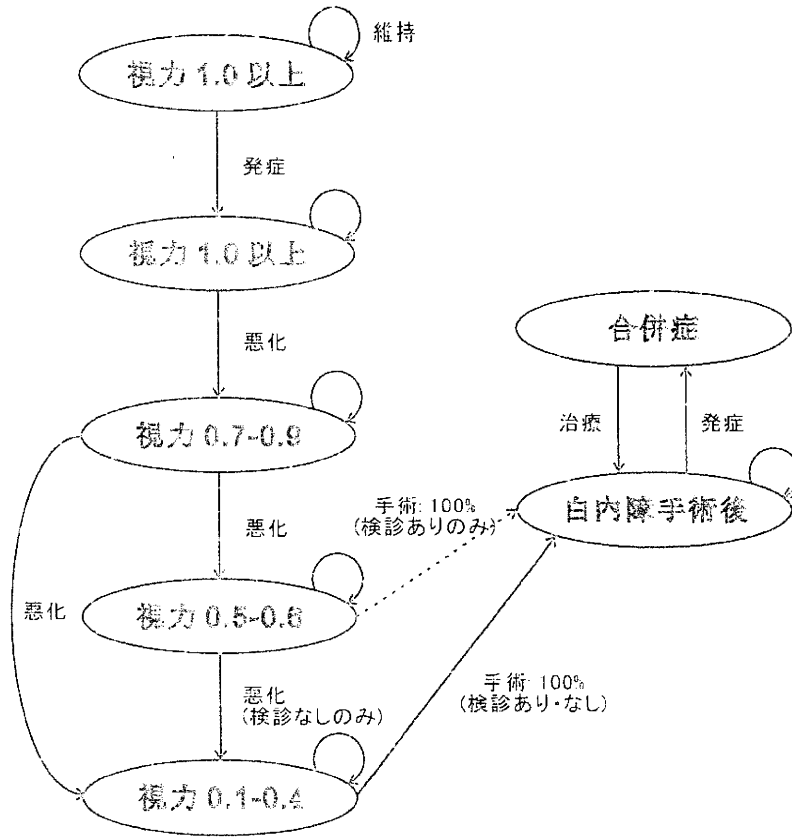 維持
視力 1.0 以上
発症
視力 1.0 以上
悪化
視力 0.7-0.9
悪化
悪化
視力 0.5-0.6
悪化
(検診なしのみ)
視力 0.1-0.4
合併症
治療
発症
白内障手術後
手術: 100%
(検診ありのみ)
手術: 100%
(検診あり・なし)